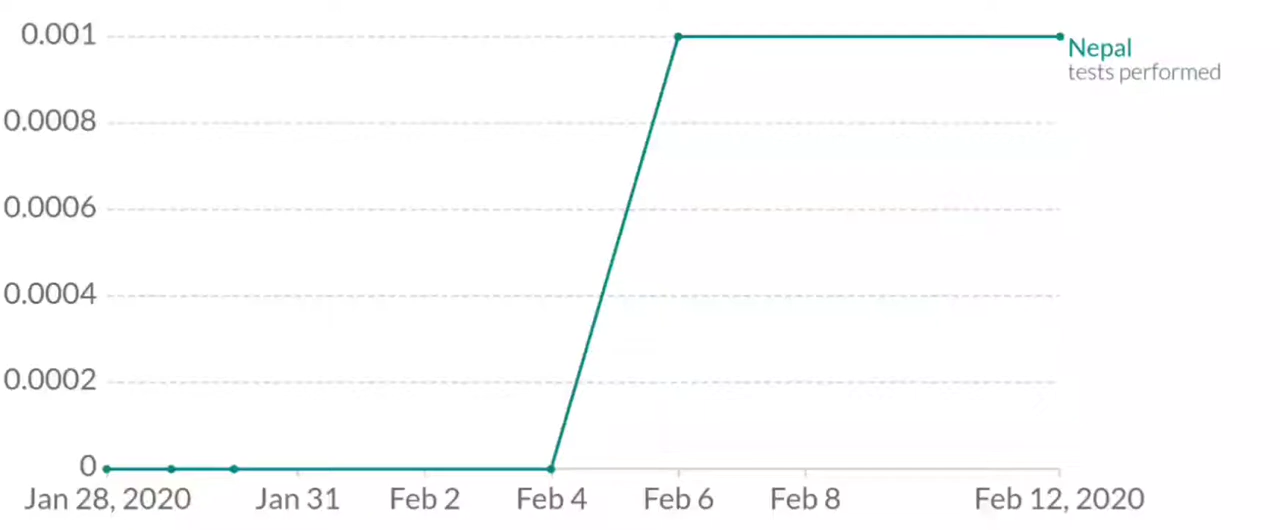 0.001
Nepal
tests performed
0.0008
0.0006
0.0004
0.0002
0
Jan 28, 2020 Jan 31 Feb 2 Feb 4 Feb 6 Feb 8 Feb 12, 2020